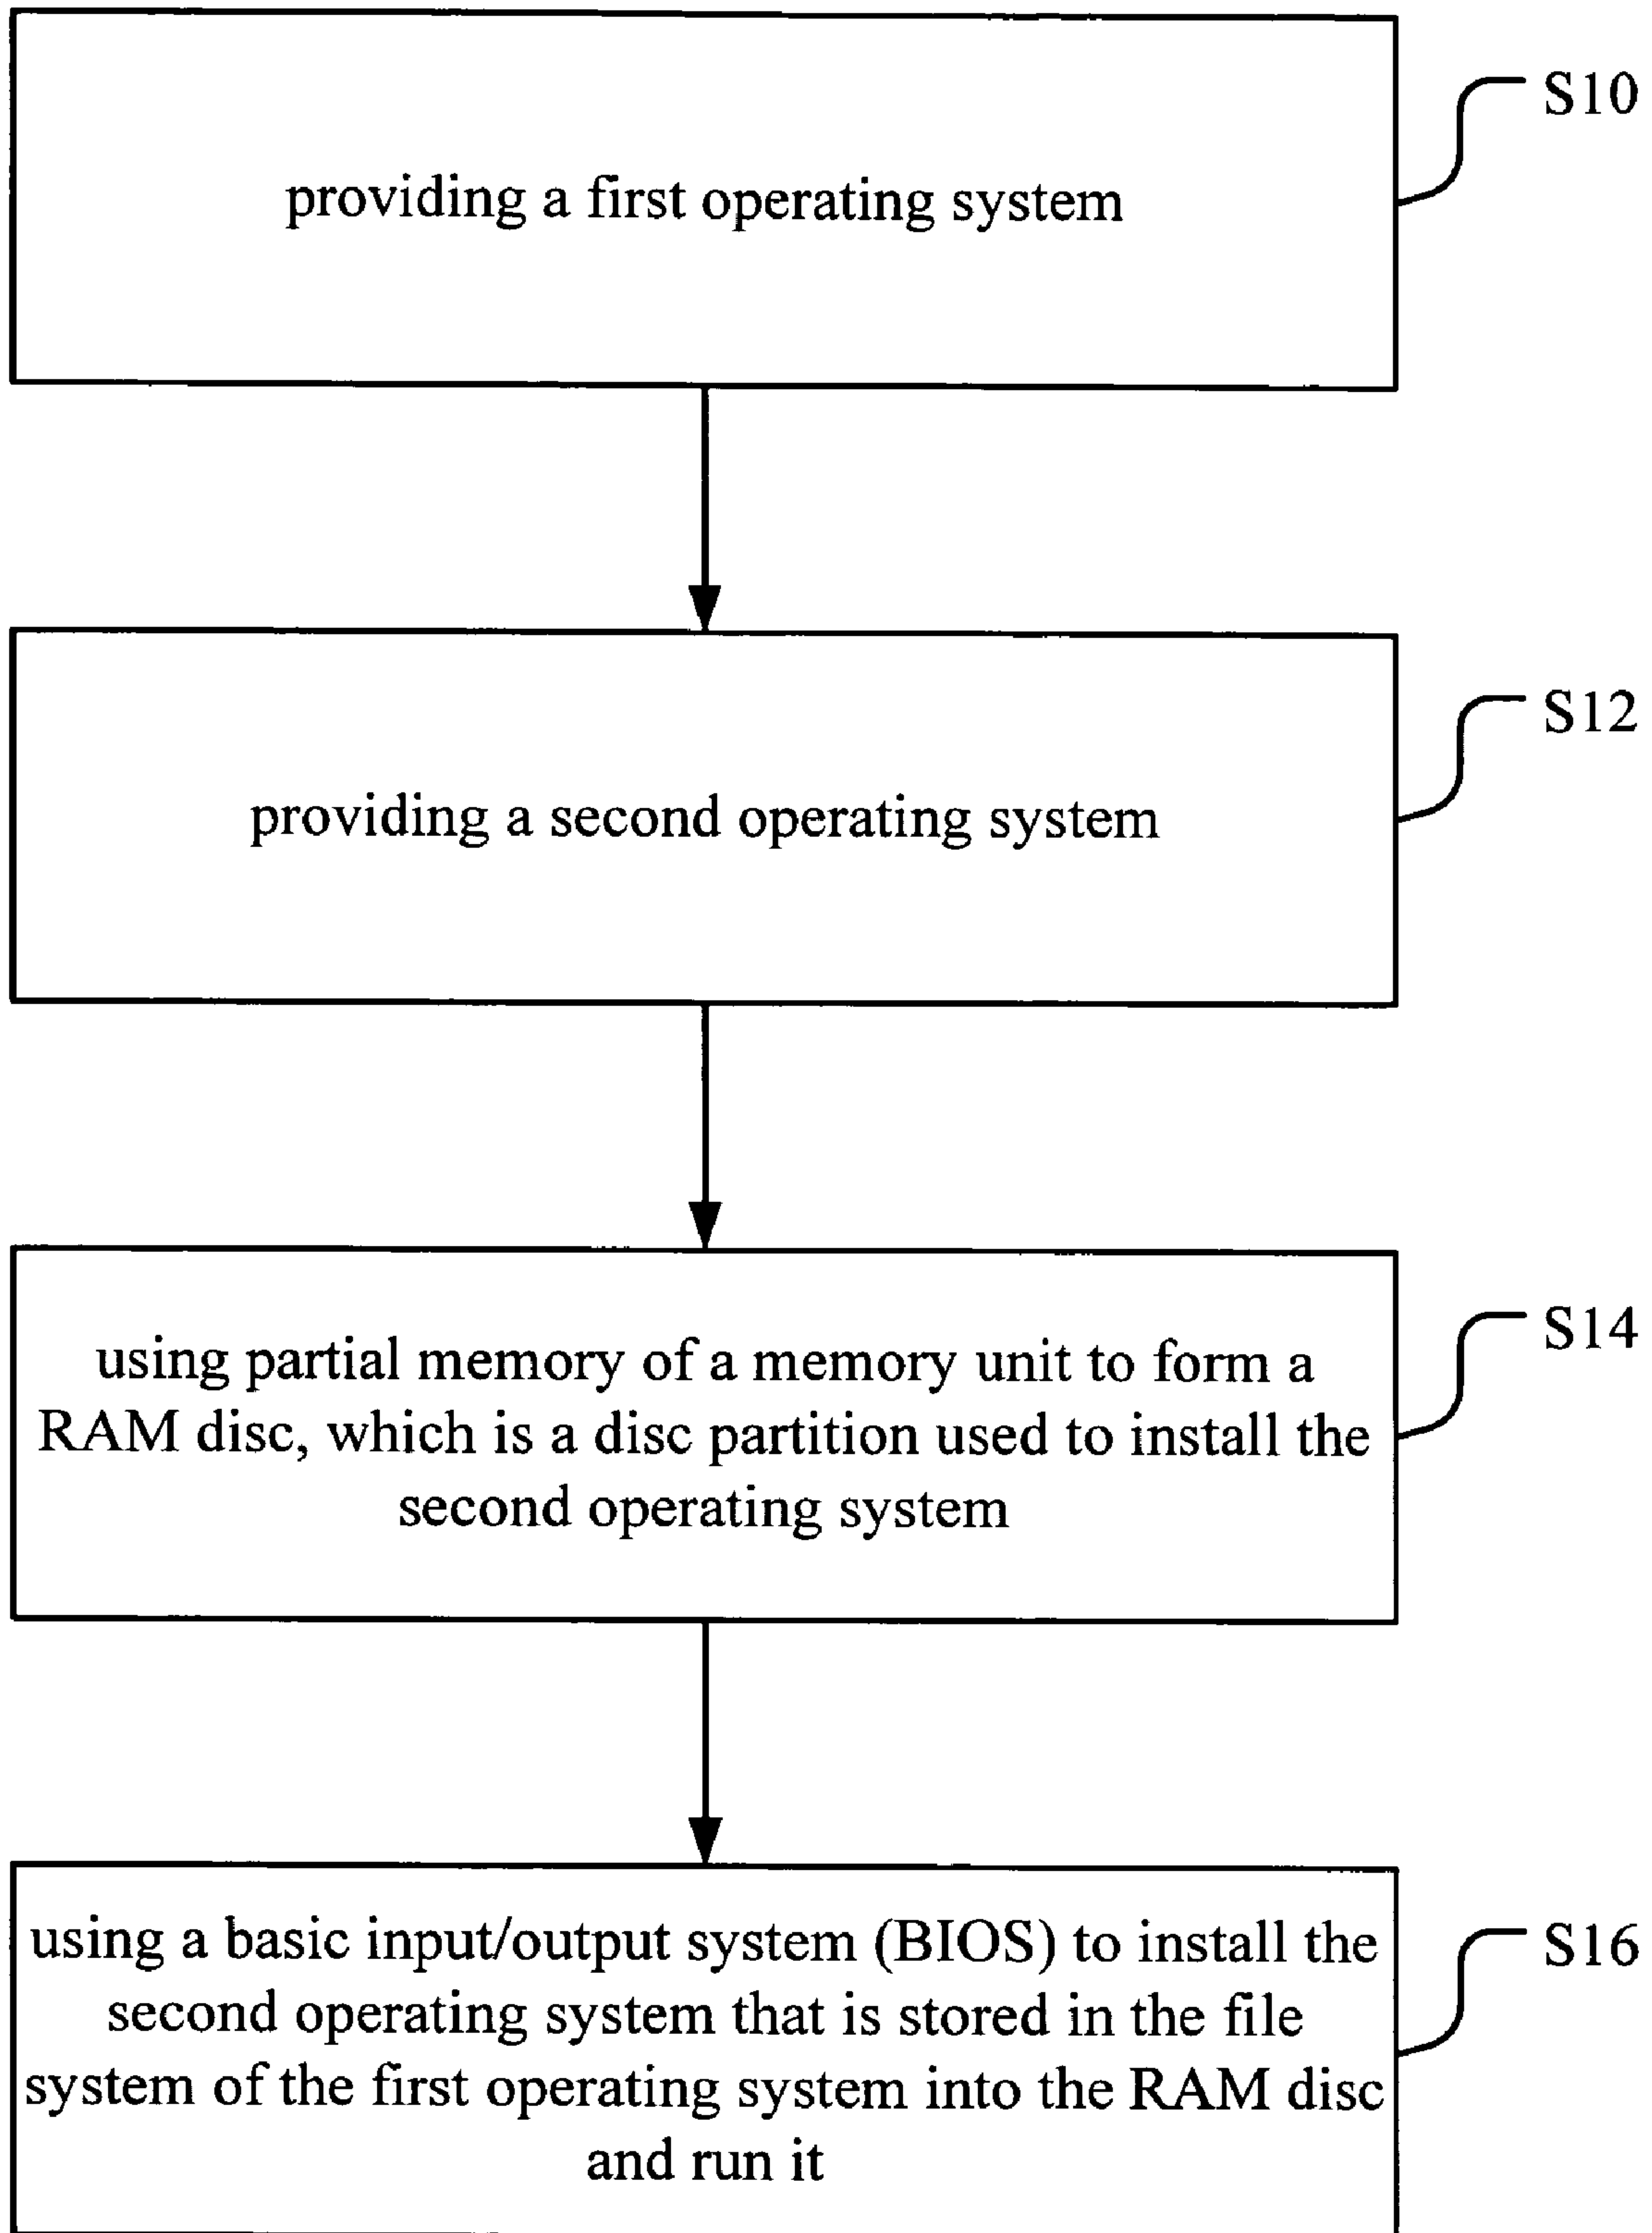 S10
providing a first operating system
S12
providing a second operating system
S14
using partial memory of a memory unit to form a
RAM disc, which is a disc partition used to install the
second operating system
S16
using a basic input/output system (BIOS) to install the
second operating system that is stored in the file
system of the first operating system into the RAM disc
and run it